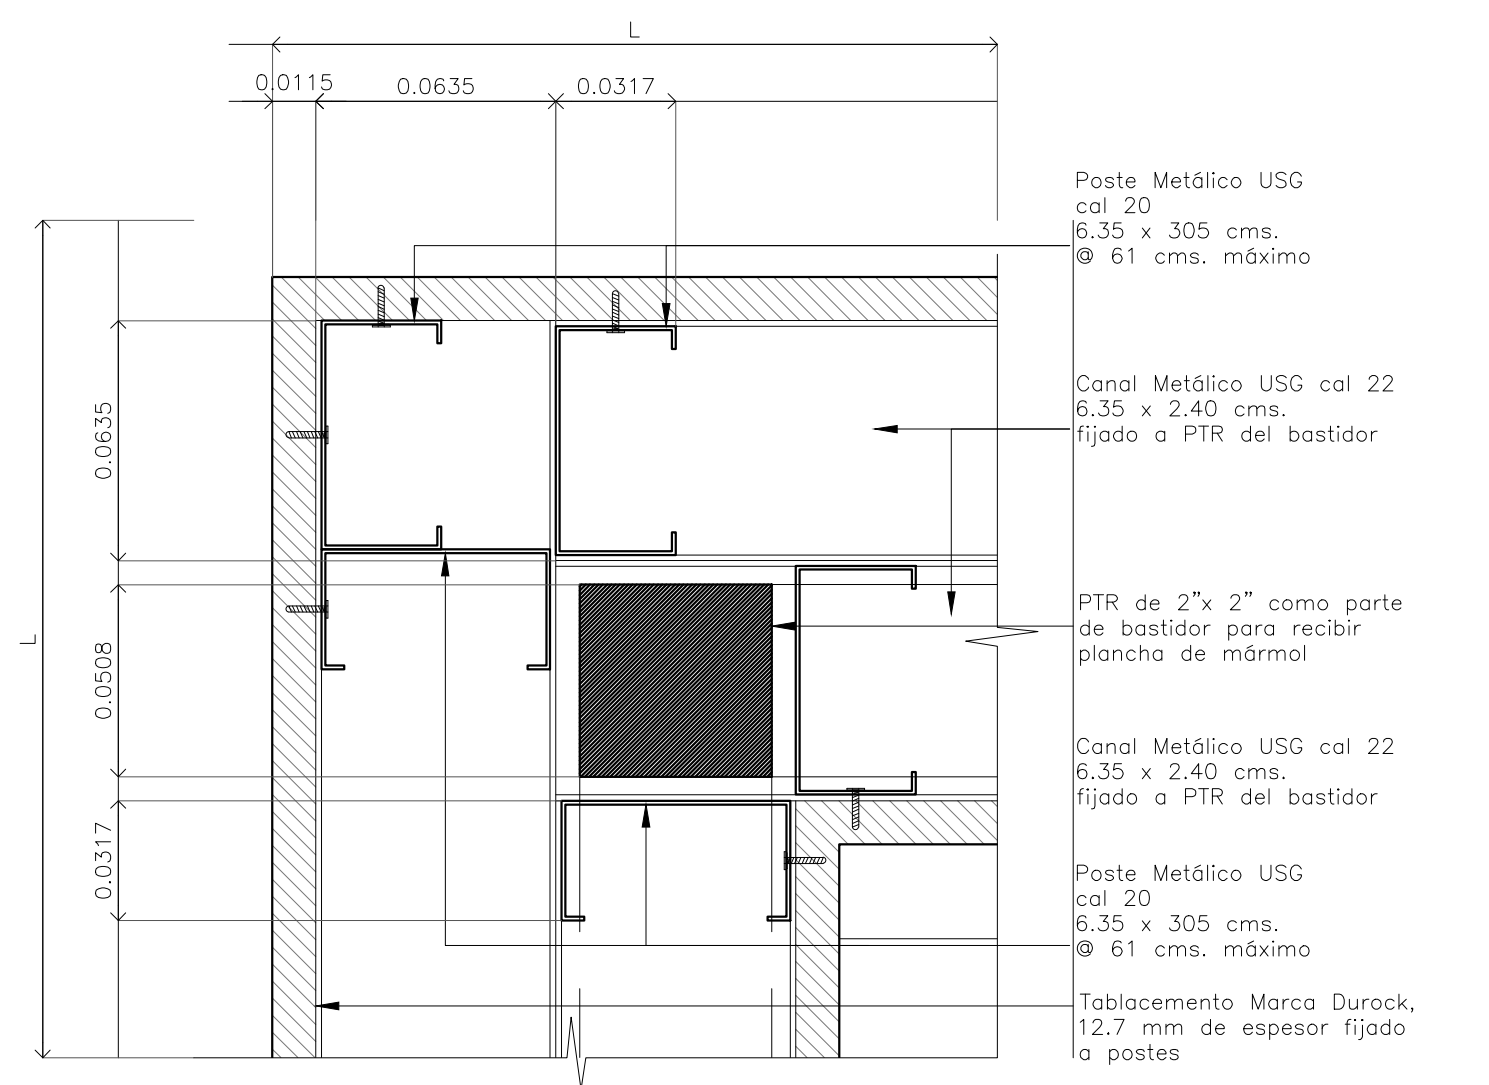 L
0.0115
0.0635
0.0317
Poste Metálico USG
cal 20
6.35 x 305 cms.
@ 61 cms. máximo
Canal Metálico USG cal 22
6.35 x 2.40 cms.
fijado a PTR del bastidor
0.0635
PTR de 2”x 2” como parte
de bastidor para recibir
plancha de mármol
L
0.0508
Canal Metálico USG cal 22
6.35 x 2.40 cms.
fijado a PTR del bastidor
0.0317
Poste Metálico USG
cal 20
6.35 x 305 cms.
@ 61 cms. máximo
Tablacemento Marca Durock,
12.7 mm de espesor fijado
a postes